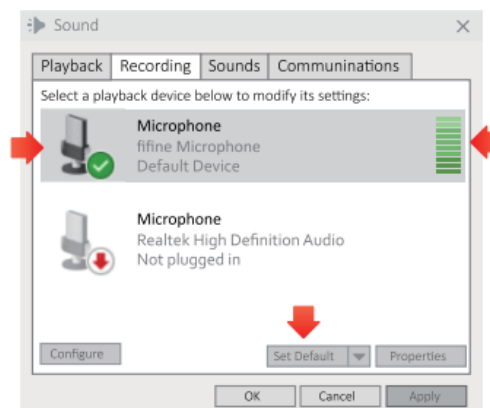 Sound
Playback Recording Sounds Communinations
Select a playback device below to modify its settings:
Microphone
fifine Microphone
Default Device
Microphone
Realtek High Definition Audio
Not plugged in
Configure Set Default Properties
OK Cancel Apply